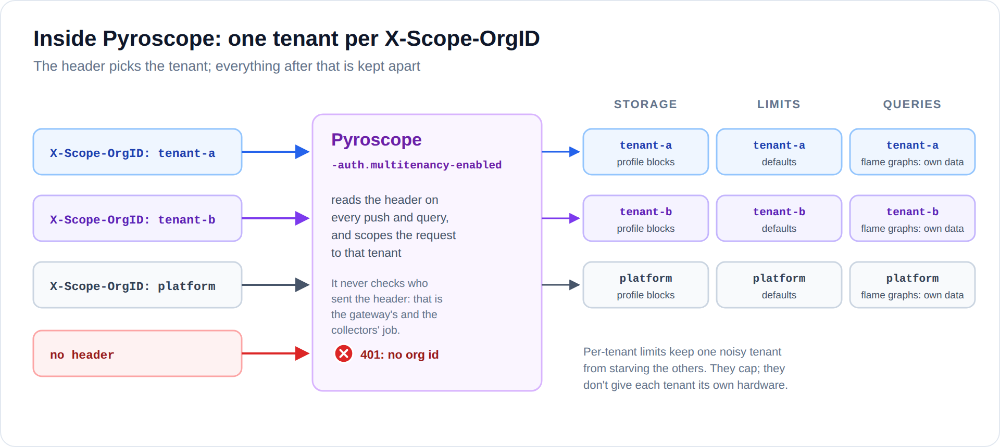 Inside Pyroscope: one tenant per X-Scope-OrgID
The header picks the tenant; everything after that is kept apart
STORAGE
LIMITS
QUERIES
X-Scope-OrgID: tenant-a
X-Scope-OrgID: tenant-b
X-Scope-OrgID: platform
no header
Pyroscope
-auth.multitenancy-enabled
reads the header on
every push and query,
and scopes the request
to that tenant
It never checks who
sent the header: that is
the gateway's and the
collectors' job.
401: no org id
tenant-a
profile blocks
tenant-a
defaults
tenant-a
flame graphs: own data
tenant-b
profile blocks
tenant-b
defaults
tenant-b
flame graphs: own data
platform
profile blocks
platform
defaults
platform
flame graphs: own data
Per-tenant limits keep one noisy tenant
from starving the others. They cap; they
don't give each tenant its own hardware.